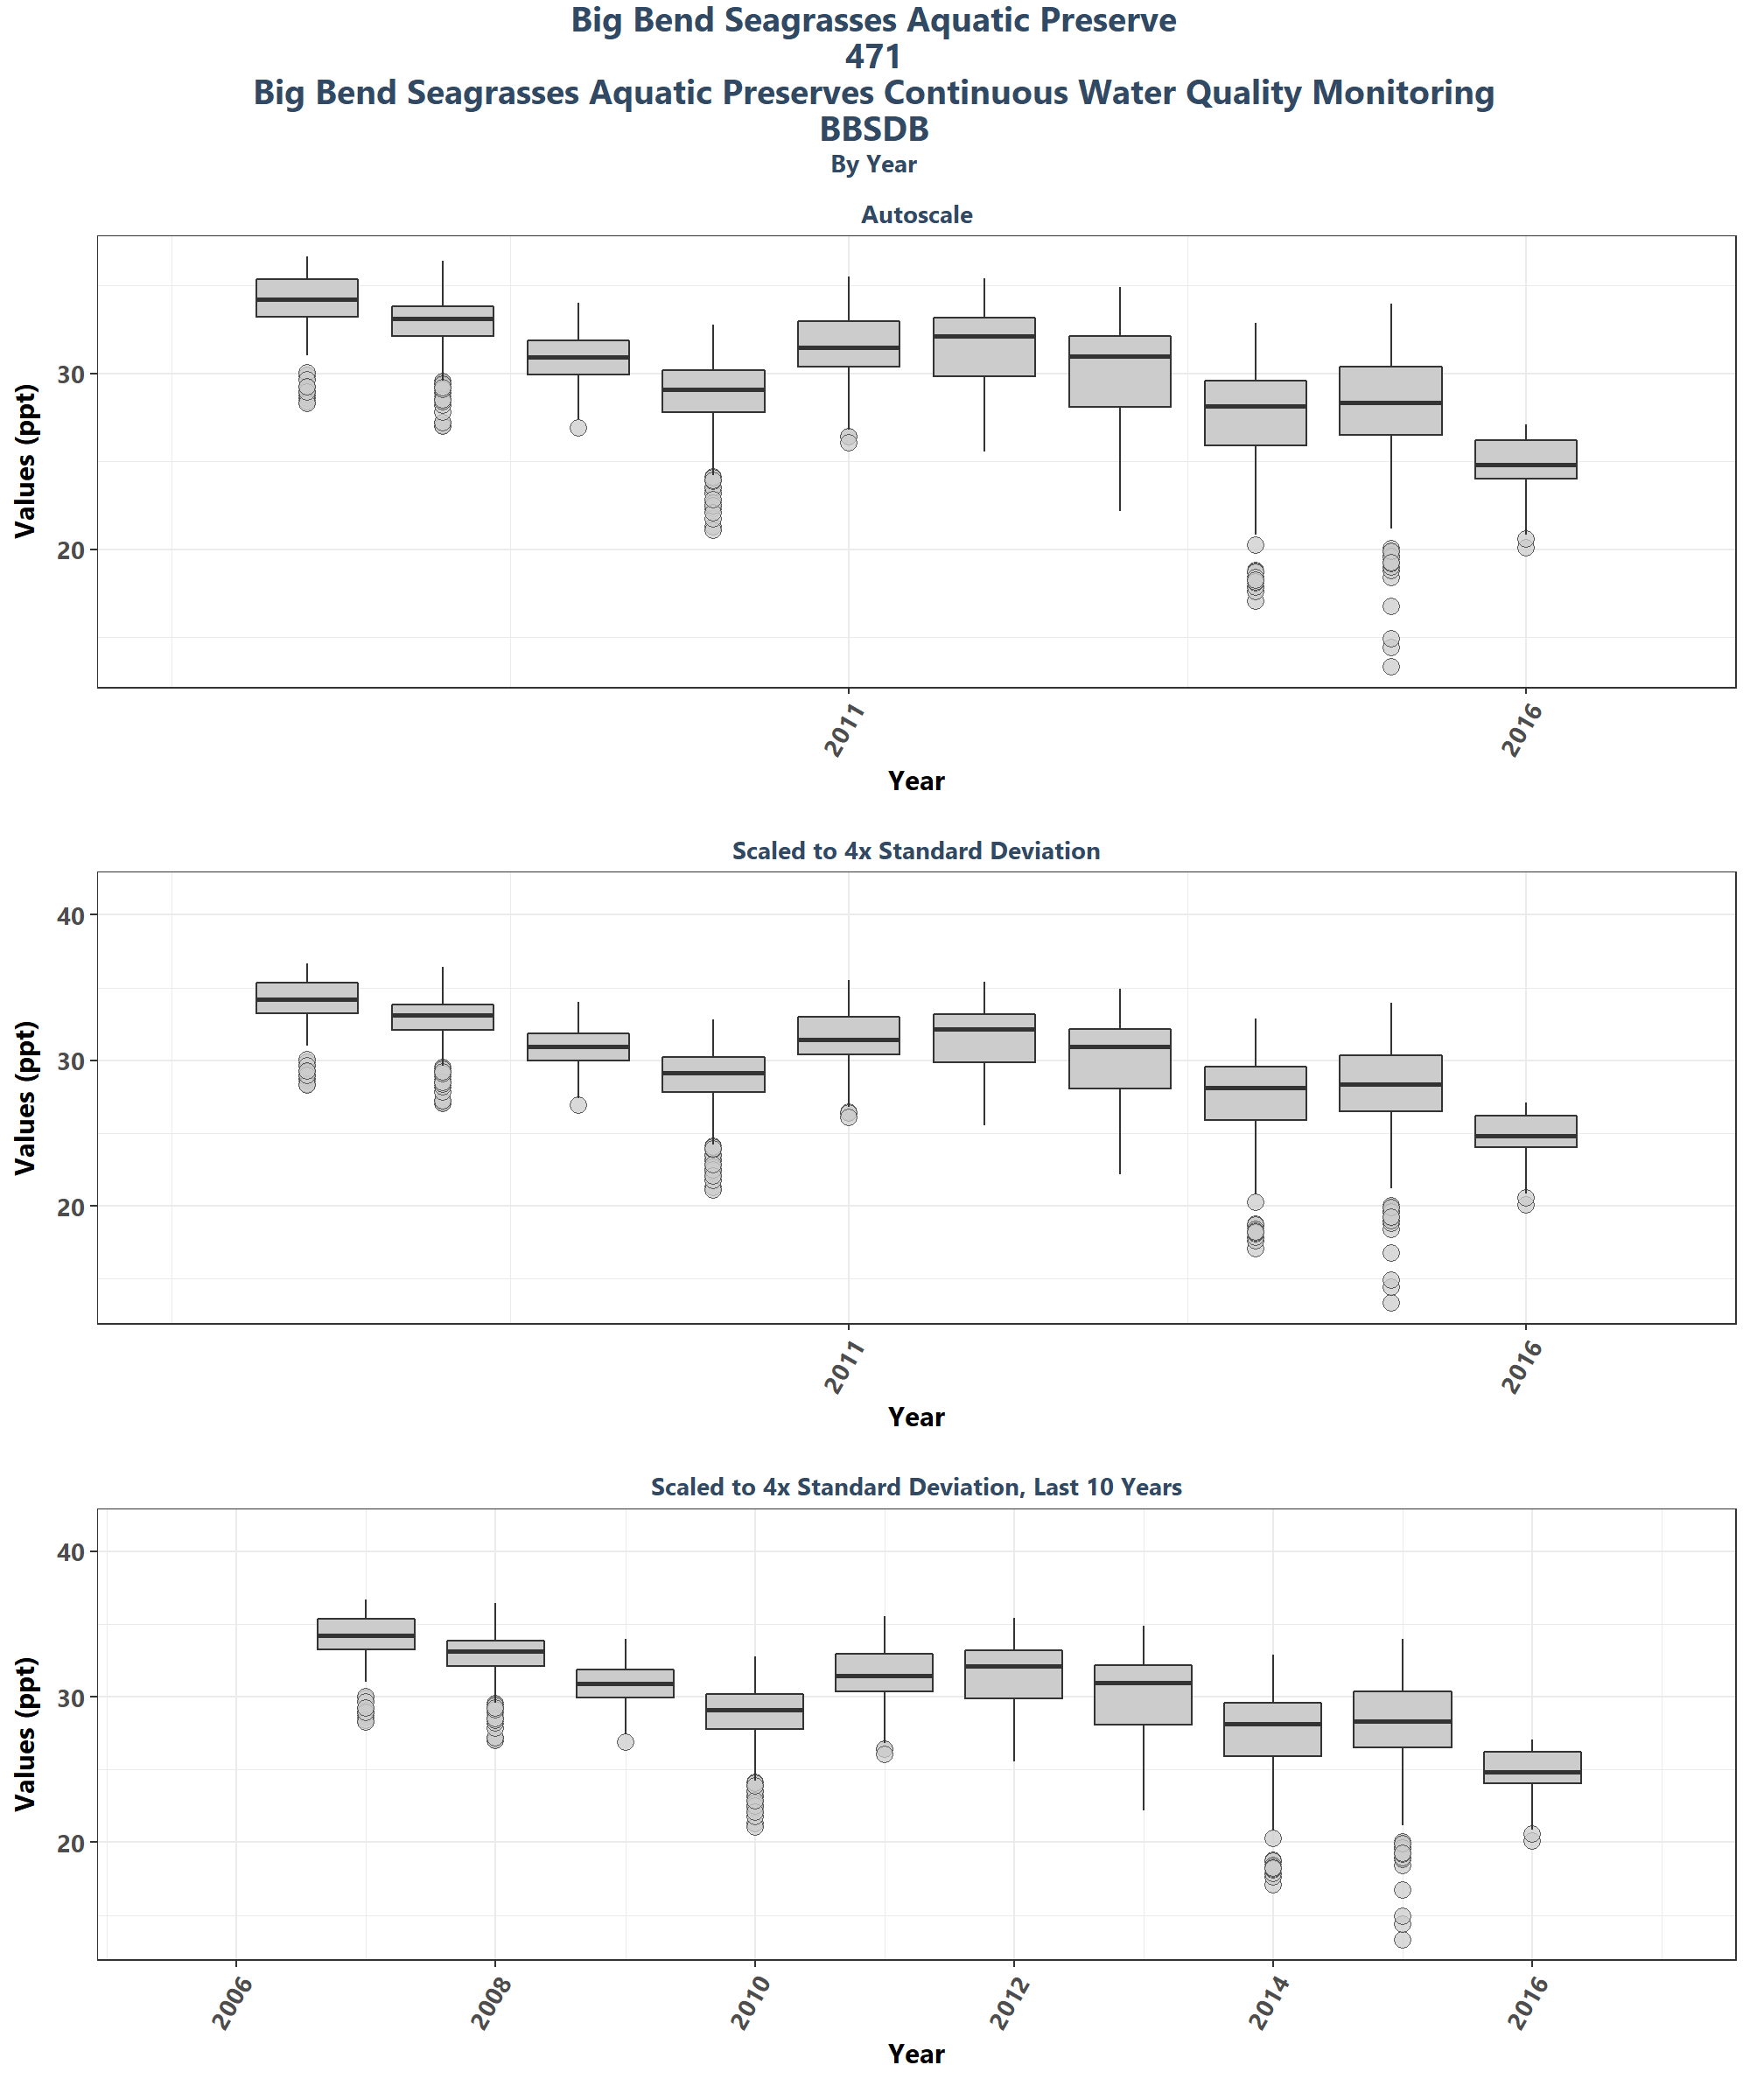 Big Bend Seagrasses Aquatic Preserve
471
Big Bend Seagrasses Aquatic Preserves Continuous Water Quality Monitoring
BBSDB
By Year
Autoscale
Values (ppt)
30
20
2011
2016
Year
Scaled to 4x Standard Deviation
Values (ppt)
40
30
20
2011
2016
Year
Scaled to 4x Standard Deviation, Last 10 Years
Values (ppt)
40
30
20
2006
2008
2010
2012
2014
2016
Year